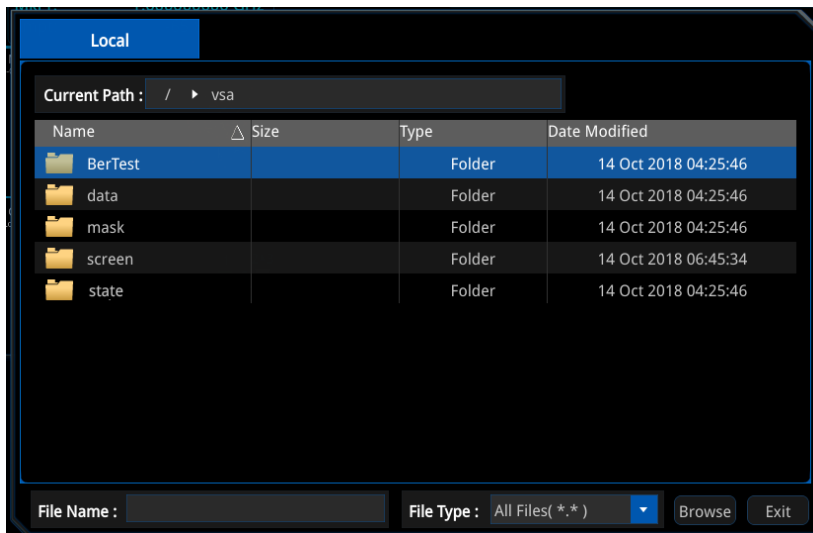 Local
Current Path : / vsa
Name Size Type Date Modified
BerTest Folder 14 Oct 2018 04:25:46
data Folder 14 Oct 2018 04:25:46
mask Folder 14 Oct 2018 04:25:46
screen Folder 14 Oct 2018 06:45:34
state Folder 14 Oct 2018 04:25:46
File Name : File Type : All Files( *.* ) Browse Exit